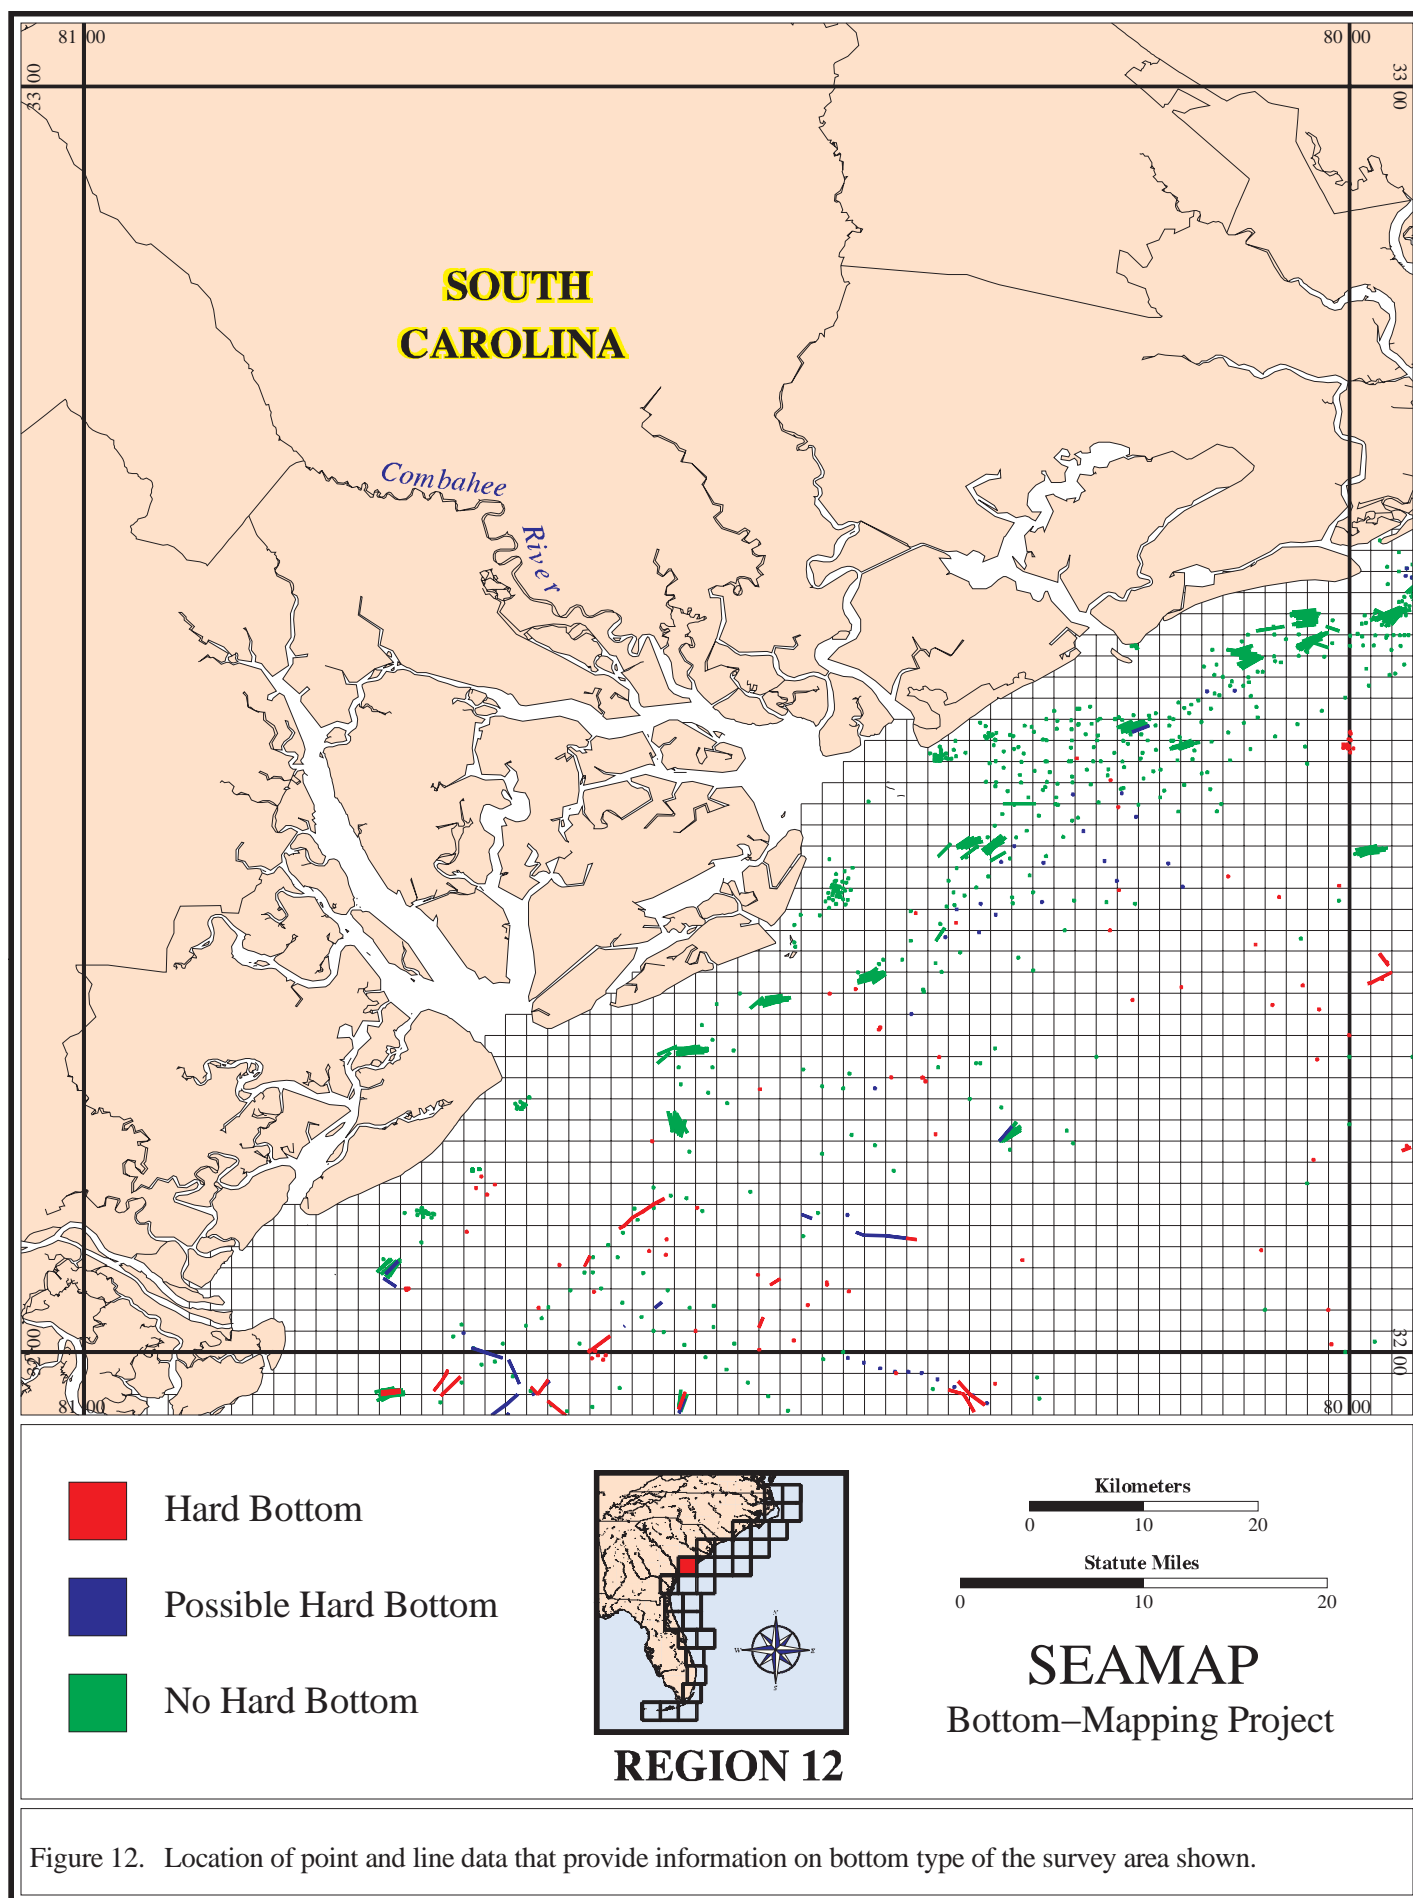 81 00
80 00
33 00
33 00
SOUTH
CAROLINA
Combahee
River
32 00
32 00
81 00
80 00
Hard Bottom
Possible Hard Bottom
No Hard Bottom
N
W
E
S
REGION 12
Kilometers
0 10 20
Statute Miles
0 10 20
SEAMAP
Bottom–Mapping Project
Figure 12. Location of point and line data that provide information on bottom type of the survey area shown.